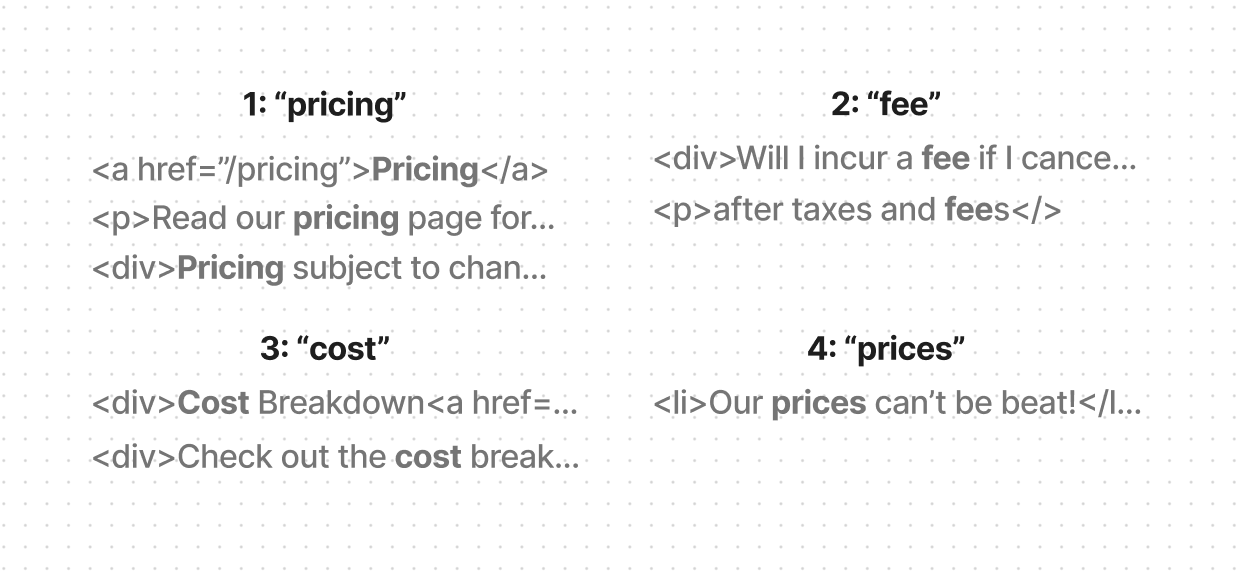 1: “pricing”
<a href=”/pricing”>Pricing</a>
<p>Read our pricing page for...
<div>Pricing subject to chan...
2: “fee”
<div>Will I incur a fee if I cance...
<p>after taxes and fees</>
3: “cost”
<div>Cost Breakdown<a href=...
<div>Check out the cost break...
4: “prices”
<li>Our prices can’t be beat!</l...